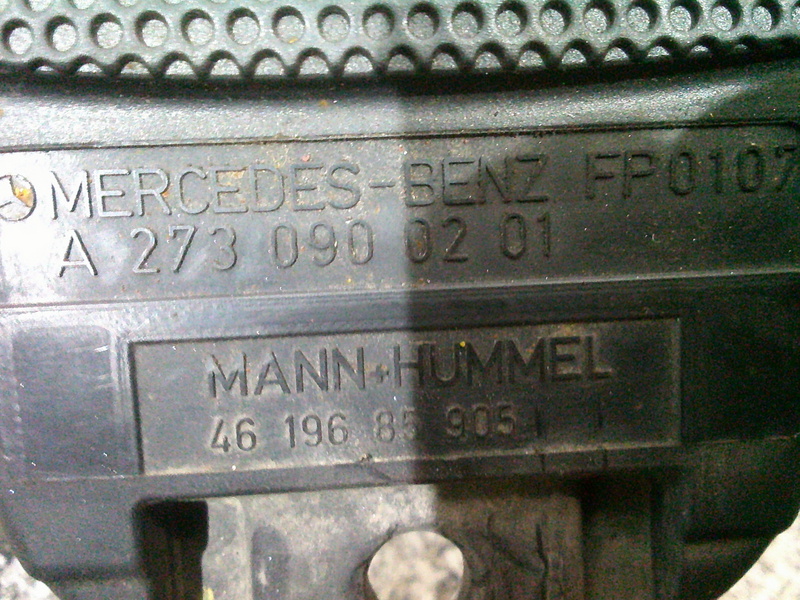 MERCEDES-BENZ FP0107
A 273 090 02 01
MANN+HUMMEL
46 196 85 905